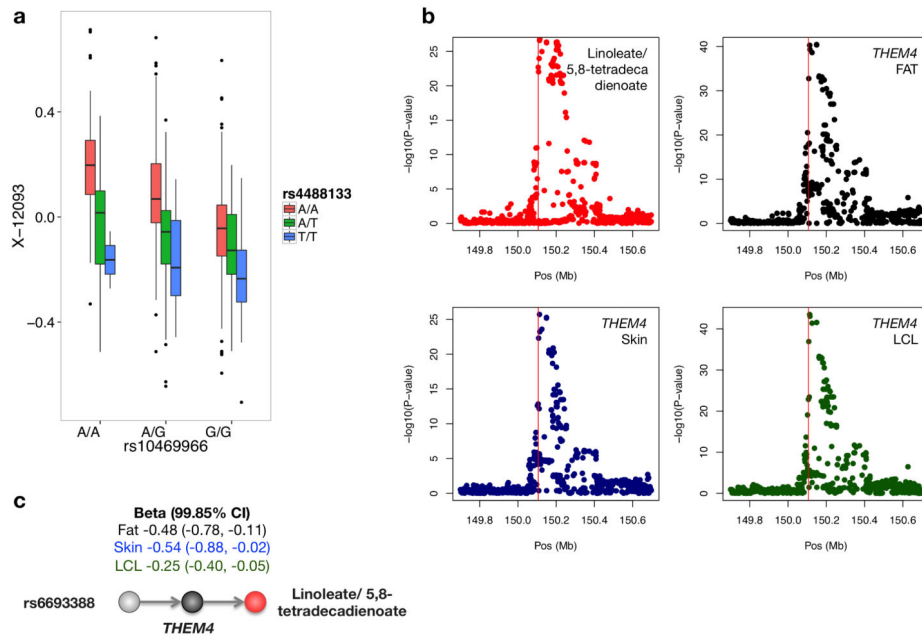 a
X-12093
0.4
0.0
-0.4
A/A
A/G
G/G
rs10469966
rs4488133
A/A
A/T
T/T
b
Linoleate/
5,8-tetradeca
dienoate
-log10(P-value)
0
5
10
15
20
25
149.8
150.0
150.2
150.4
150.6
Pos (Mb)
THEM4
FAT
-log10(P-value)
0
10
20
30
40
149.8
150.0
150.2
150.4
150.6
Pos (Mb)
THEM4
Skin
-log10(P-value)
0
5
10
15
20
25
149.8
150.0
150.2
150.4
150.6
Pos (Mb)
THEM4
LCL
-log10(P-value)
0
10
20
30
40
149.8
150.0
150.2
150.4
150.6
Pos (Mb)
c
Beta (99.85% CI)
Fat -0.48 (-0.78, -0.11)
Skin -0.54 (-0.88, -0.02)
LCL -0.25 (-0.40, -0.05)
rs6693388
THEM4
Linoleate/ 5,8-
tetradecadienoate